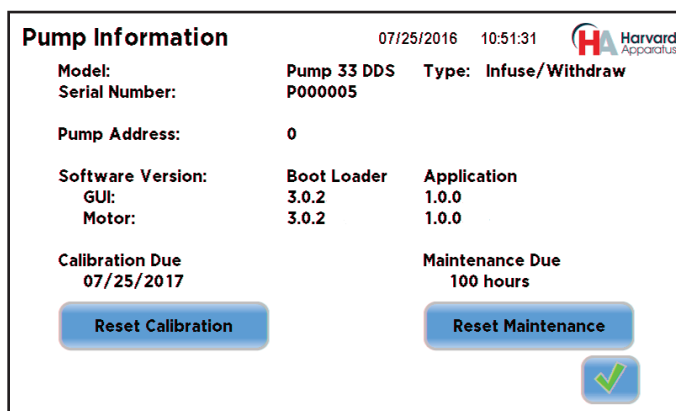 Pump Information 07/25/2016 10:51:31 HA Harvard Apparatus
Model: Pump 33 DDS Type: Infuse/Withdraw
Serial Number: P000005
Pump Address: 0
Software Version: Boot Loader Application
GUI: 3.0.2 1.0.0
Motor: 3.0.2 1.0.0
Calibration Due Maintenance Due
07/25/2017 100 hours
Reset Calibration Reset Maintenance